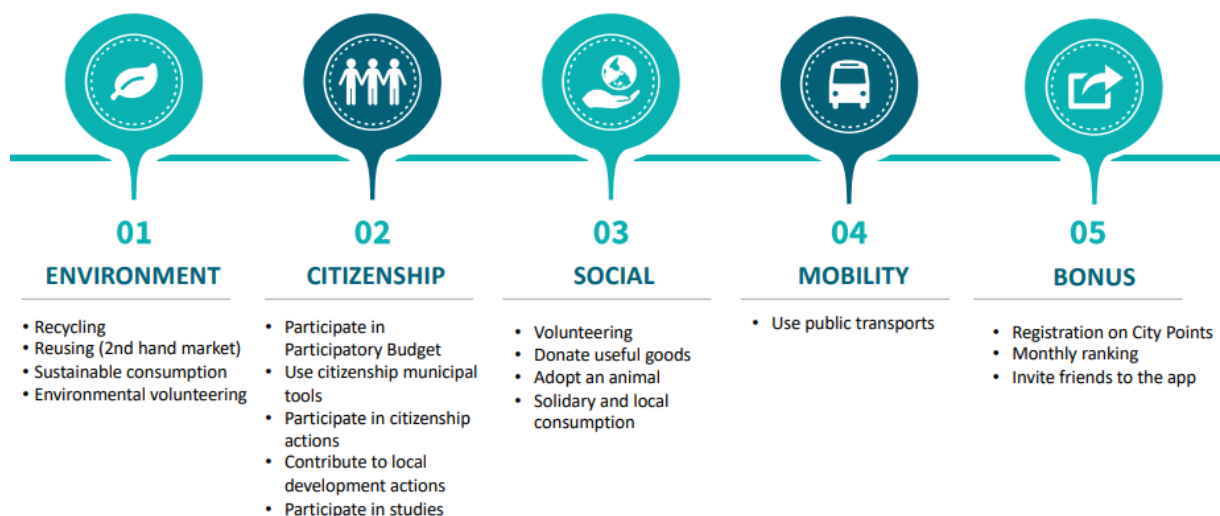 01
ENVIRONMENT
• Recycling
• Reusing (2nd hand market)
• Sustainable consumption
• Environmental volunteering
02
CITIZENSHIP
• Participate in
Participatory Budget
• Use citizenship municipal
tools
• Participate in citizenship
actions
• Contribute to local
development actions
• Participate in studies
03
SOCIAL
• Volunteering
• Donate useful goods
• Adopt an animal
• Solidary and local
consumption
04
MOBILITY
• Use public transports
05
BONUS
• Registration on City Points
• Monthly ranking
• Invite friends to the app